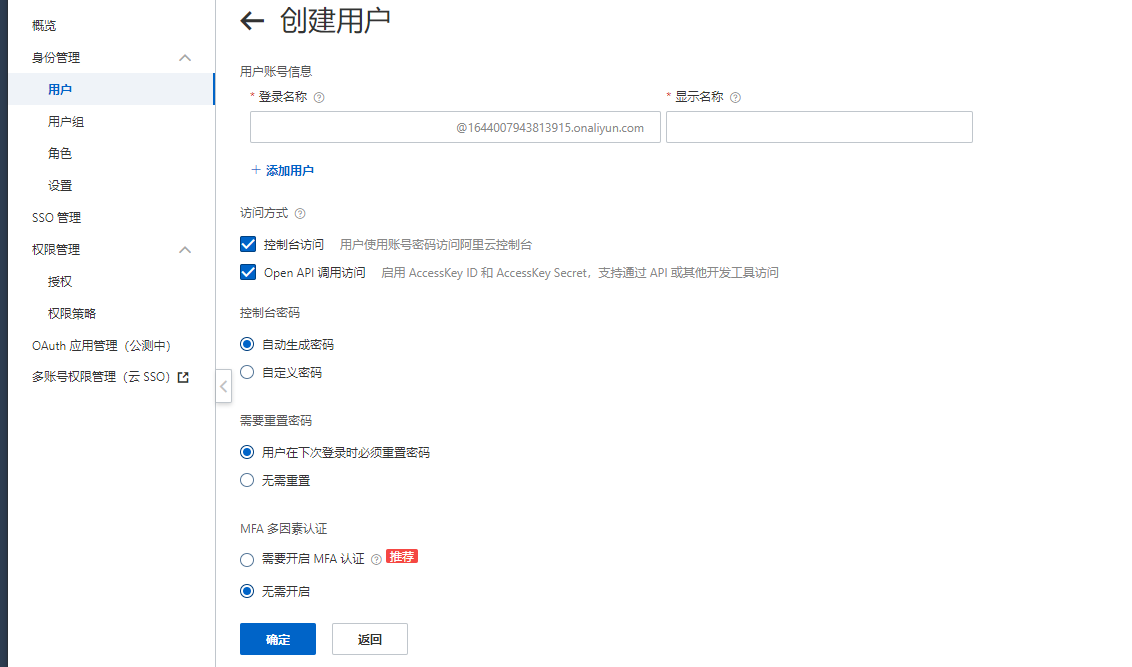 概览
身份管理
用户
用户组
角色
设置
SSO 管理
权限管理
授权
权限策略
OAuth 应用管理（公测中）
多账号权限管理（云 SSO）
创建用户
用户账号信息
* 登录名称
* 显示名称
@1644007943813915.onaliyun.com
+ 添加用户
访问方式
控制台访问 用户使用账号密码访问阿里云控制台
Open API 调用访问 启用 AccessKey ID 和 AccessKey Secret，支持通过 API 或其他开发工具访问
控制台密码
自动生成密码
自定义密码
需要重置密码
用户在下次登录时必须重置密码
无需重置
MFA 多因素认证
需要开启 MFA 认证 推荐
无需开启
确定
返回